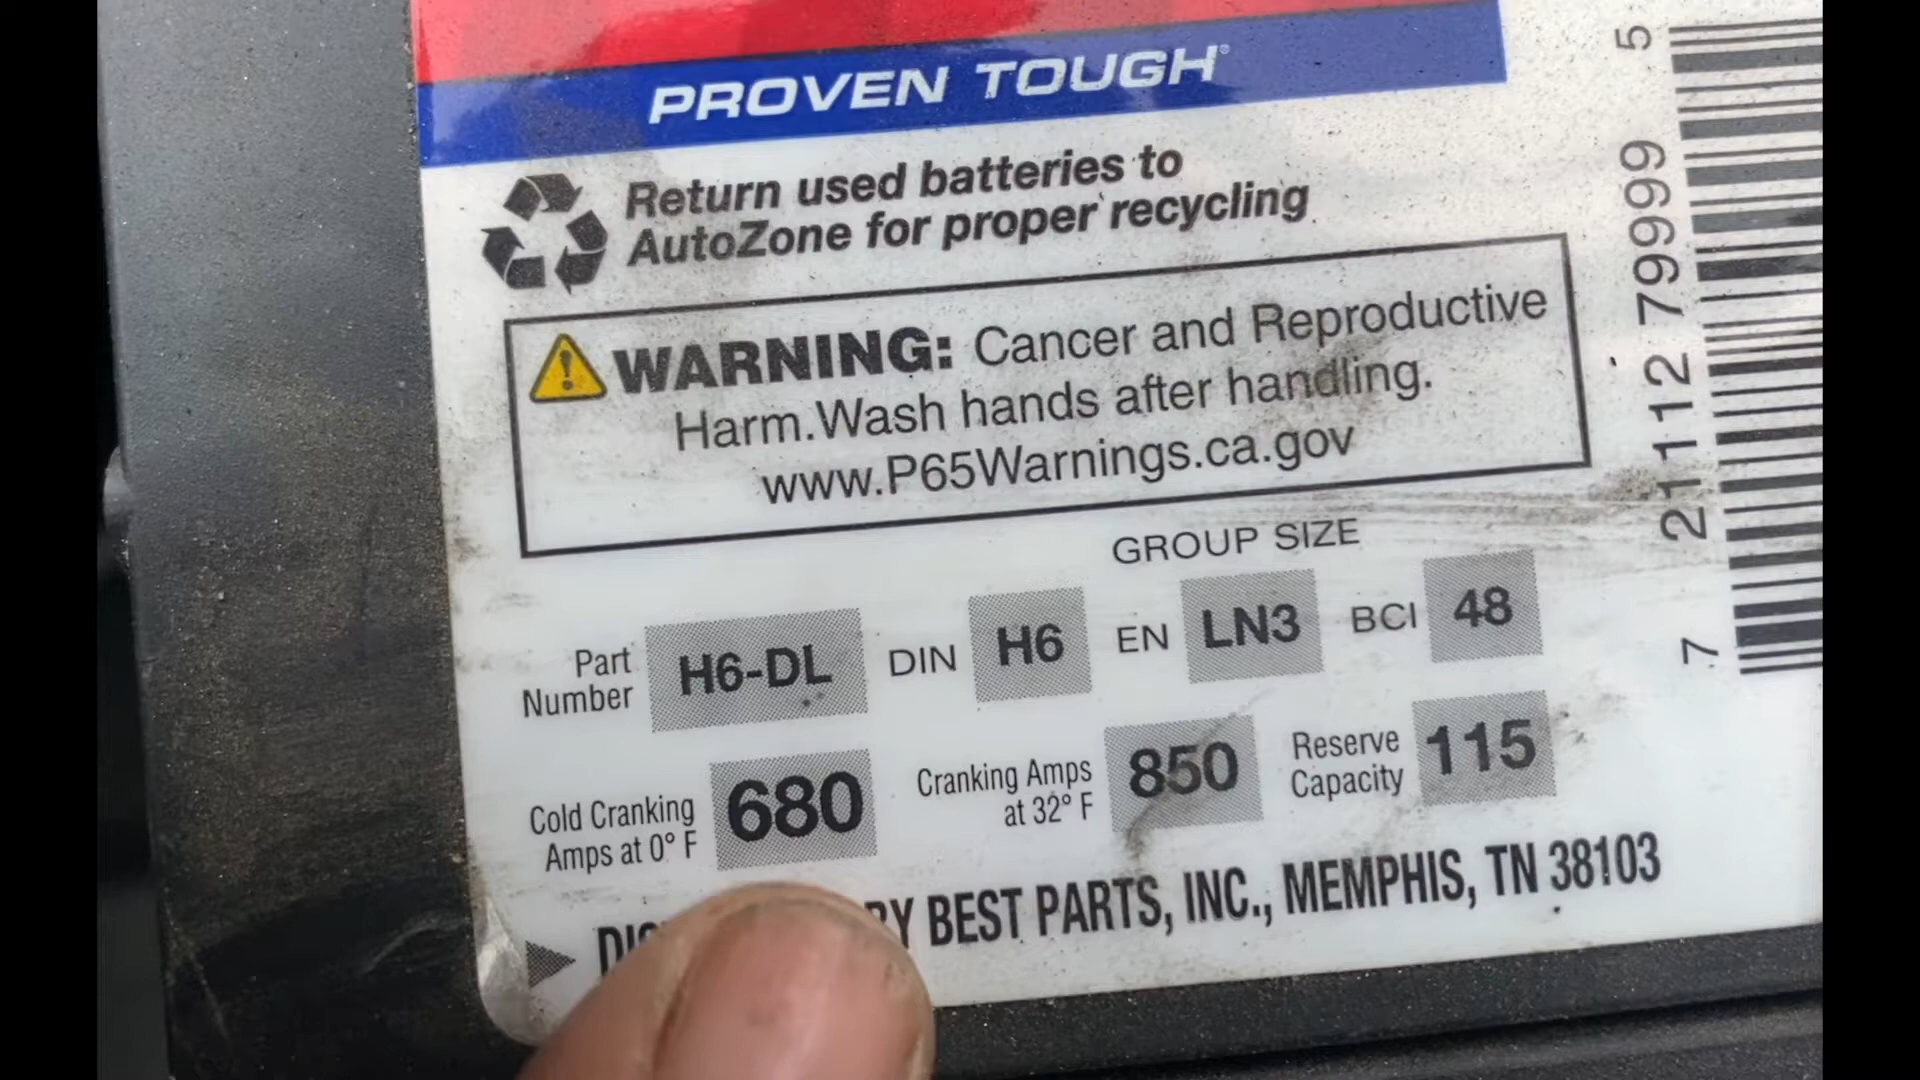 PROVEN TOUGH®
Return used batteries to
AutoZone for proper recycling
WARNING: Cancer and Reproductive
Harm.Wash hands after handling.
www.P65Warnings.ca.gov
GROUP SIZE
Part
Number
H6-DL
DIN
H6
EN
LN3
BCI
48
Cold Cranking
Amps at 0° F
680
Cranking Amps
at 32° F
850
Reserve
Capacity
115
BY BEST PARTS, INC., MEMPHIS, TN 38103
7 21112 79999 5